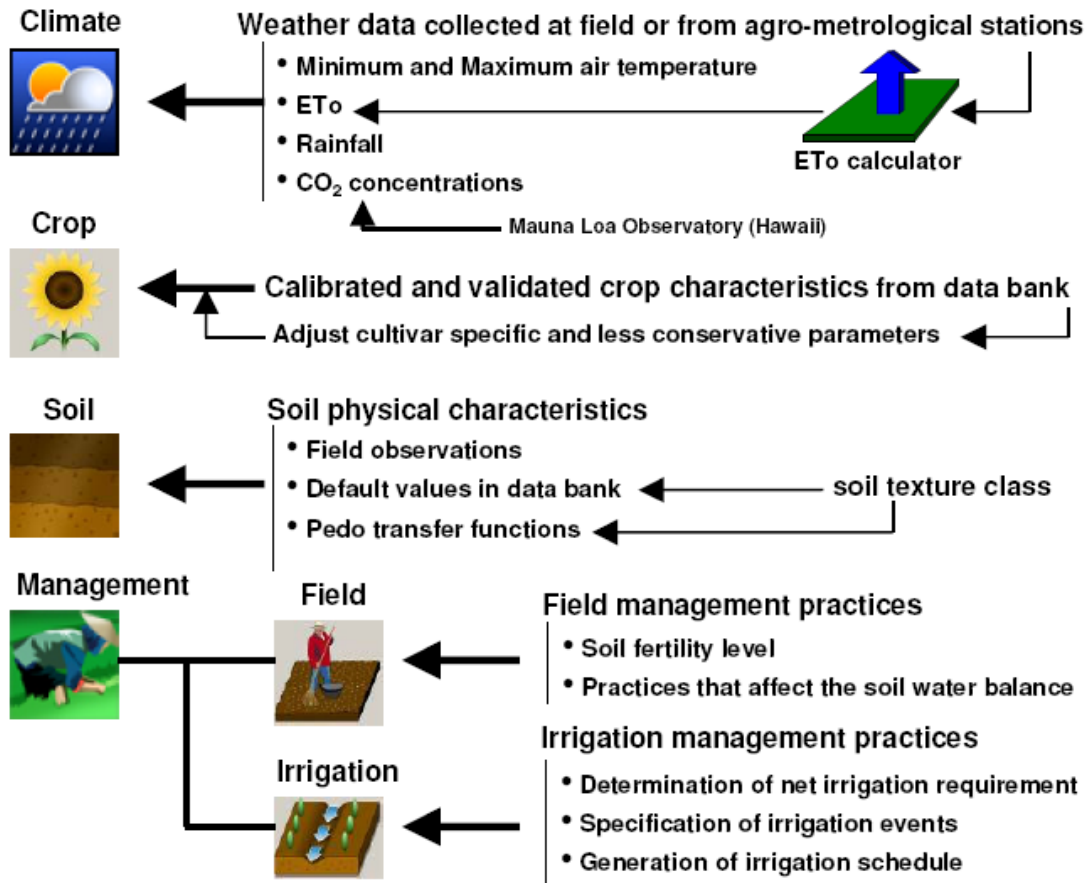 Climate
Weather data collected at field or from agro-metrological stations
• Minimum and Maximum air temperature
• ETo
• Rainfall
• CO₂ concentrations
ETo calculator
Mauna Loa Observatory (Hawaii)
Crop
Calibrated and validated crop characteristics from data bank
Adjust cultivar specific and less conservative parameters
Soil
Soil physical characteristics
• Field observations
• Default values in data bank
• Pedo transfer functions
soil texture class
Management
Field
Field management practices
• Soil fertility level
• Practices that affect the soil water balance
Irrigation
Irrigation management practices
• Determination of net irrigation requirement
• Specification of irrigation events
• Generation of irrigation schedule